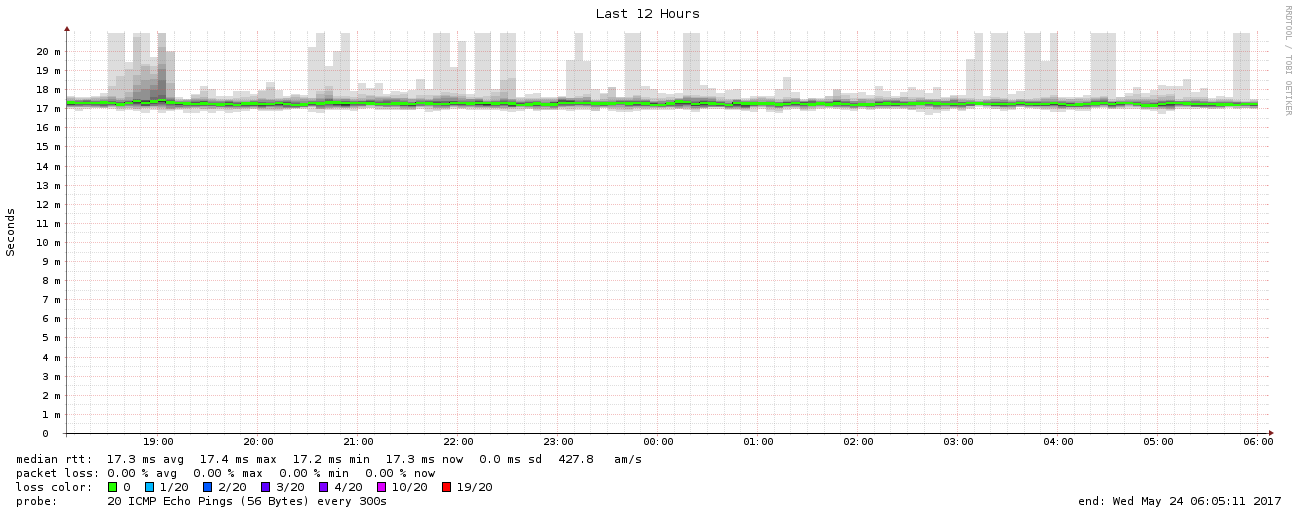 Last 12 Hours
RRDTOOL / TOBI OETIKER
Seconds
20 m
19 m
18 m
17 m
16 m
15 m
14 m
13 m
12 m
11 m
10 m
9 m
8 m
7 m
6 m
5 m
4 m
3 m
2 m
1 m
0
19:00 20:00 21:00 22:00 23:00 00:00 01:00 02:00 03:00 04:00 05:00 06:00
median rtt: 17.3 ms avg 17.4 ms max 17.2 ms min 17.3 ms now 0.0 ms sd 427.8 am/s
packet loss: 0.00 % avg 0.00 % max 0.00 % min 0.00 % now
loss color: 0 1/20 2/20 3/20 4/20 10/20 19/20
probe: 20 ICMP Echo Pings (56 Bytes) every 300s end: Wed May 24 06:05:11 2017